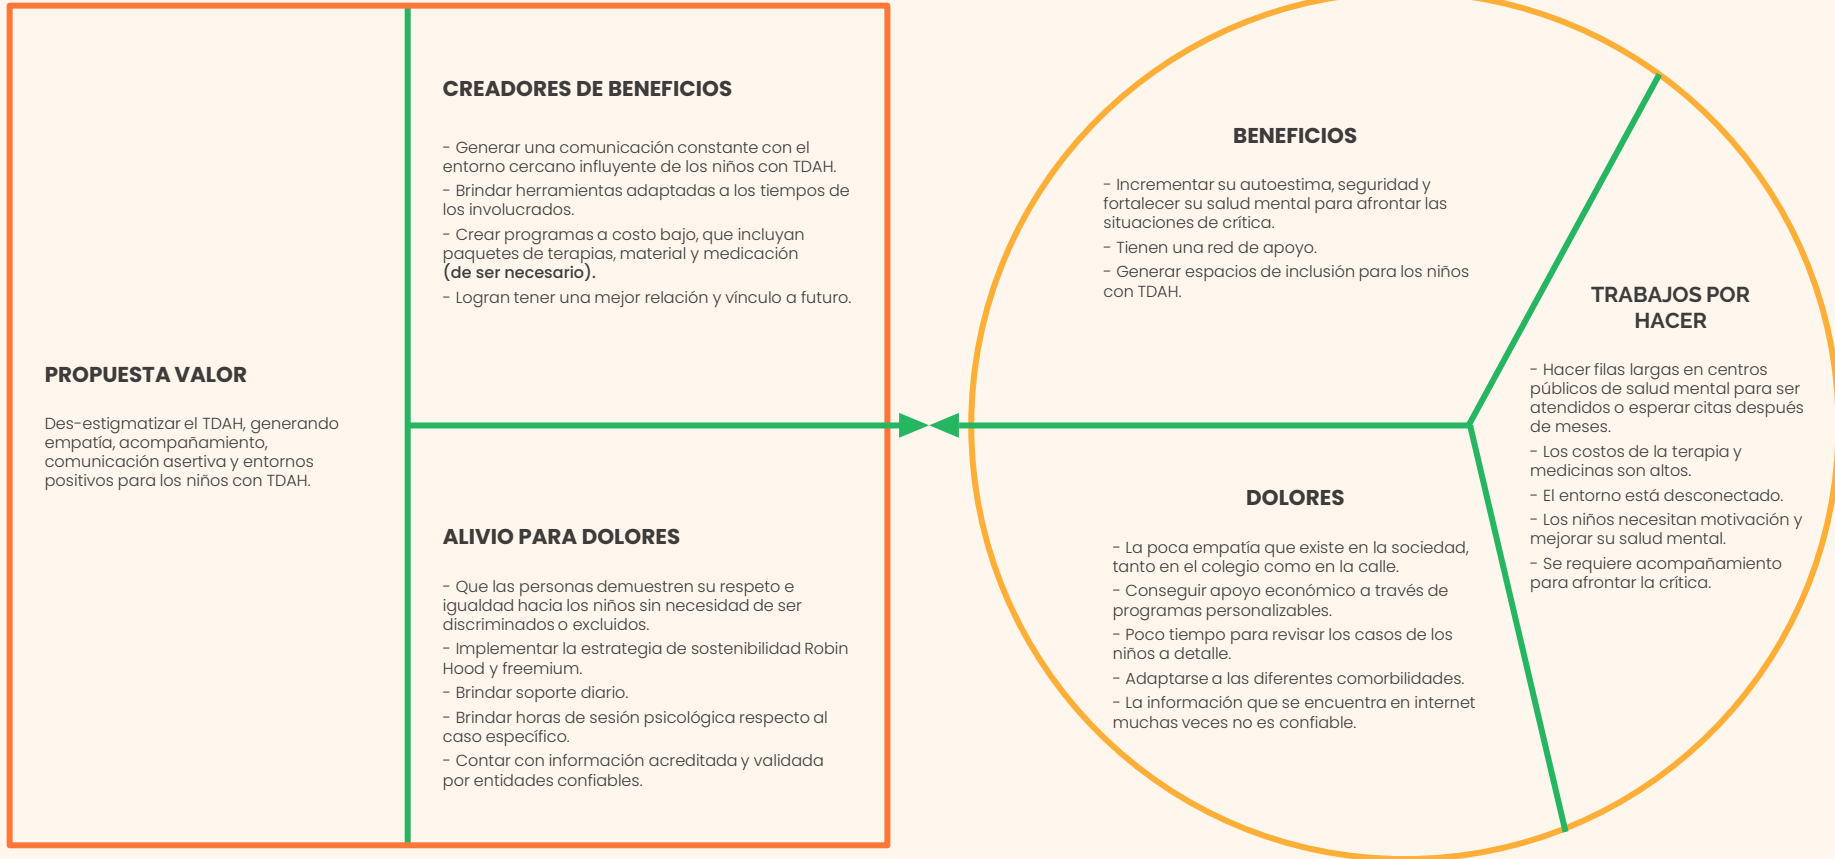 PROPUESTA VALOR
Des-estigmatizar el TDAH, generando
empatía, acompañamiento,
comunicación asertiva y entornos
positivos para los niños con TDAH.
CREADORES DE BENEFICIOS
- Generar una comunicación constante con el
entorno cercano influyente de los niños con TDAH.
- Brindar herramientas adaptadas a los tiempos de
los involucrados.
- Crear programas a costo bajo, que incluyan
paquetes de terapias, material y medicación
(de ser necesario).
- Logran tener una mejor relación y vínculo a futuro.
ALIVIO PARA DOLORES
- Que las personas demuestren su respeto e
igualdad hacia los niños sin necesidad de ser
discriminados o excluidos.
- Implementar la estrategia de sostenibilidad Robin
Hood y freemium.
- Brindar soporte diario.
- Brindar horas de sesión psicológica respecto al
caso específico.
- Contar con información acreditada y validada
por entidades confiables.
BENEFICIOS
- Incrementar su autoestima, seguridad y
fortalecer su salud mental para afrontar las
situaciones de crítica.
- Tienen una red de apoyo.
- Generar espacios de inclusión para los niños
con TDAH.
DOLORES
- La poca empatía que existe en la sociedad,
tanto en el colegio como en la calle.
- Conseguir apoyo económico a través de
programas personalizables.
- Poco tiempo para revisar los casos de los
niños a detalle.
- Adaptarse a las diferentes comorbilidades.
- La información que se encuentra en internet
muchas veces no es confiable.
TRABAJOS POR
HACER
- Hacer filas largas en centros
públicos de salud mental para ser
atendidos o esperar citas después
de meses.
- Los costos de la terapia y
medicinas son altos.
- El entorno está desconectado.
- Los niños necesitan motivación y
mejorar su salud mental.
- Se requiere acompañamiento
para afrontar la crítica.